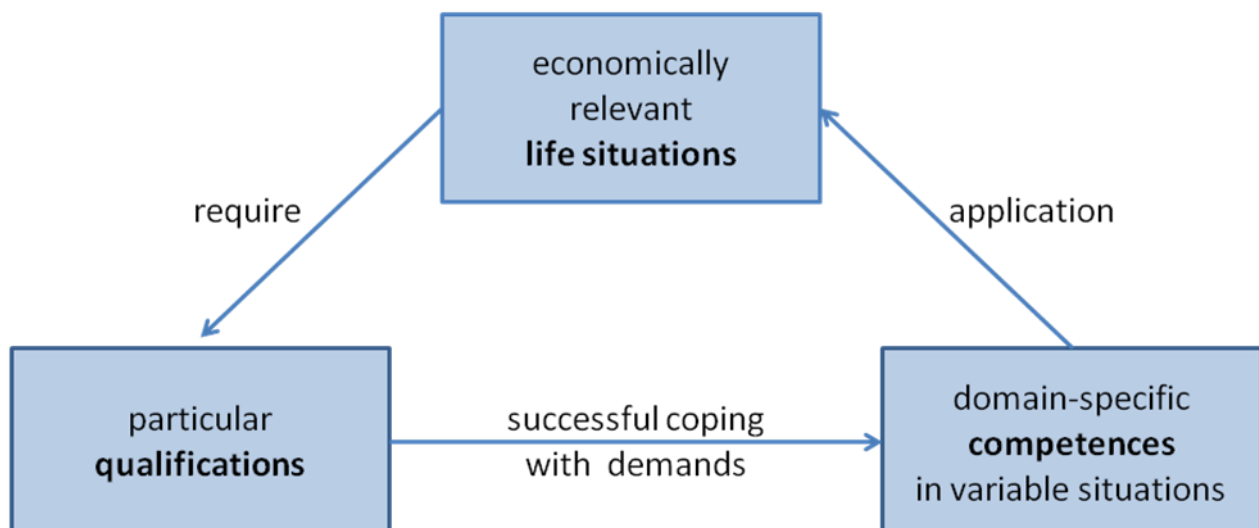 economically
relevant
life situations
require
application
particular
qualifications
successful coping
with demands
domain-specific
competences
in variable situations